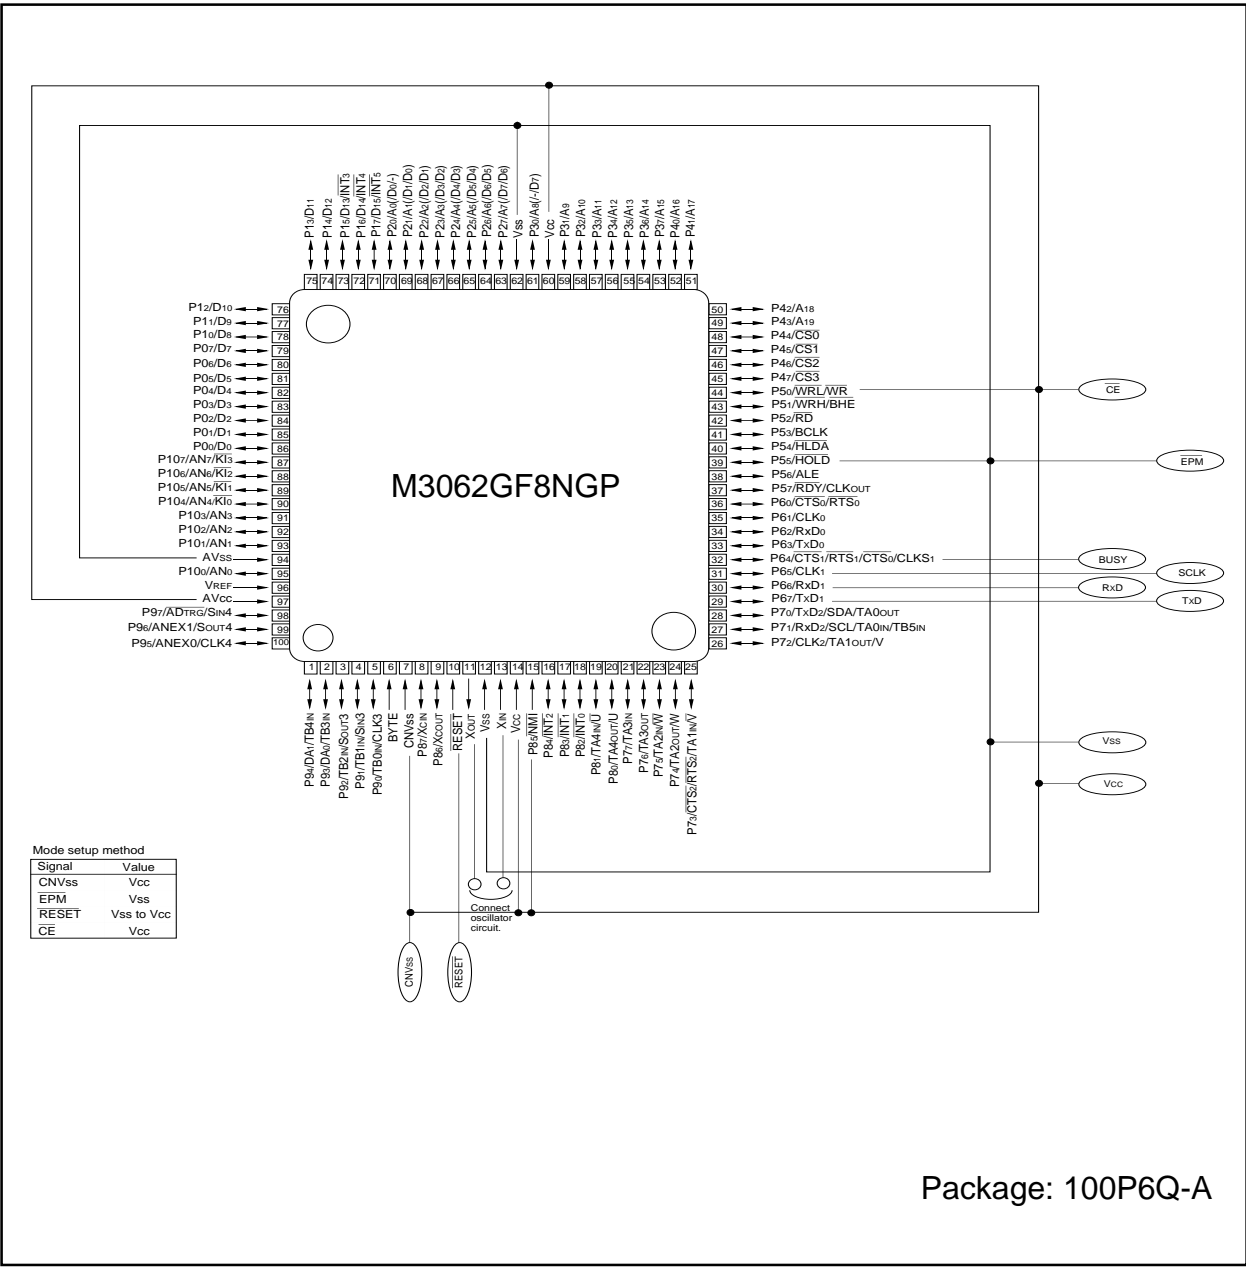 P13/D11
P14/D12
P15/D13/INT3
P16/D14/INT4
P17/D15/INT5
P20/A0(/D0/-)
P21/A1(/D1/D0)
P22/A2(/D2/D1)
P23/A3(/D3/D2)
P24/A4(/D4/D3)
P25/A5(/D5/D4)
P26/A6(/D6/D5)
P27/A7(/D7/D6)
Vss
P30/A8(/-/D7)
Vcc
P31/A9
P32/A10
P33/A11
P34/A12
P35/A13
P36/A14
P37/A15
P40/A16
P41/A17
75 74 73 72 71 70 69 68 67 66 65 64 63 62 61 60 59 58 57 56 55 54 53 52 51
P12/D10 76
P11/D9 77
P10/D8 78
P07/D7 79
P06/D6 80
P05/D5 81
P04/D4 82
P03/D3 83
P02/D2 84
P01/D1 85
P00/D0 86
P107/AN7/KI3 87
P106/AN6/KI2 88
P105/AN5/KI1 89
P104/AN4/KI0 90
P103/AN3 91
P102/AN2 92
P101/AN1 93
AVss 94
P100/AN0 95
VREF 96
AVcc 97
P97/ADTRG/SIN4 98
P96/ANEX1/SOUT4 99
P95/ANEX0/CLK4 100
M3062GF8NGP
50 P42/A18
49 P43/A19
48 P44/CS0
47 P45/CS1
46 P46/CS2
45 P47/CS3
44 P50/WRL/WR
43 P51/WRH/BHE
42 P52/RD
41 P53/BCLK
40 P54/HLDA
39 P55/HOLD
38 P56/ALE
37 P57/RDY/CLKOUT
36 P60/CTS0/RTS0
35 P61/CLK0
34 P62/RxD0
33 P63/TxD0
32 P64/CTS1/RTS1/CTS0/CLKS1
31 P65/CLK1
30 P66/RxD1
29 P67/TxD1
28 P70/TxD2/SDA/TA0OUT
27 P71/RxD2/SCL/TA0IN/TB5IN
26 P72/CLK2/TA1OUT/V
CE
EPM
BUSY
SCLK
RxD
TxD
Vss
Vcc
1 2 3 4 5 6 7 8 9 10 11 12 13 14 15 16 17 18 19 20 21 22 23 24 25
P94/DA1/TB4IN
P93/DA0/TB3IN
P92/TB2IN/SOUT3
P91/TB1IN/SIN3
P90/TB0IN/CLK3
BYTE
CNVss
P87/XCIN
P86/XCOUT
RESET
XOUT
Vss
XIN
Vcc
P85/NMI
P84/INT2
P83/INT1
P82/INT0
P81/TA4IN/U
P80/TA4OUT/U
P77/TA3IN
P76/TA3OUT
P75/TA2IN/W
P74/TA2OUT/W
P73/CTS2/RTS2/TA1IN/V
Connect
oscillator
circuit.
CNVss
RESET
Mode setup method
Signal Value
CNVss Vcc
EPM Vss
RESET Vss to Vcc
CE Vcc
Package: 100P6Q-A